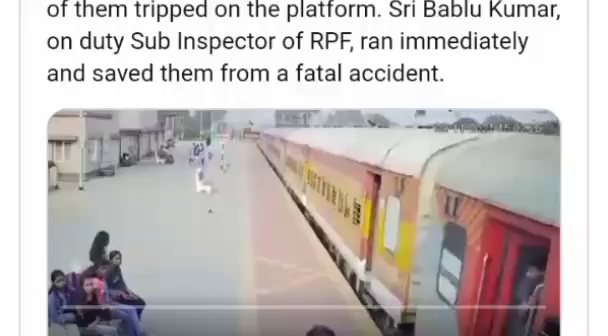 of them tripped on the platform. Sri Bablu Kumar,
on duty Sub Inspector of RPF, ran immediately
and saved them from a fatal accident.